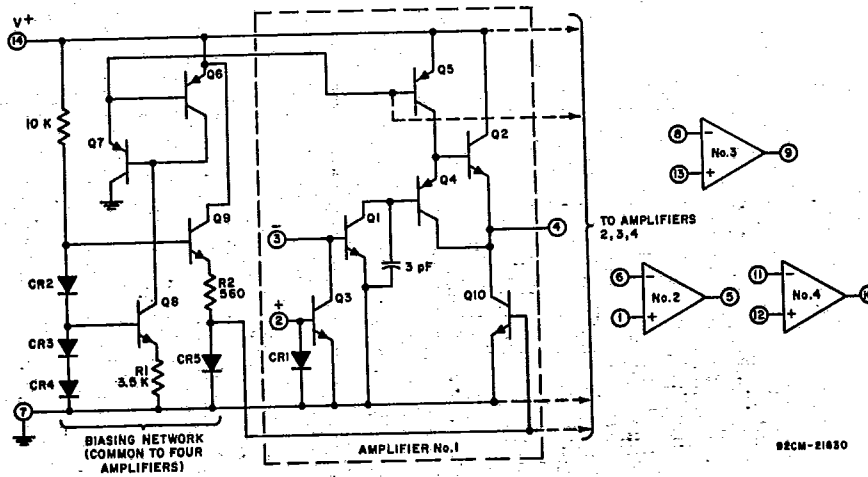 V+
14
Q6
Q5
10 K
Q7
Q2
Q4
8
−
No.3
9
13
+
Q9
Q1
TO AMPLIFIERS
2,3,4
4
−
3
3 pF
CR2
R2
560
Q8
Q3
+
2
Q10
6
−
No.2
5
1
+
11
−
No.4
12
+
CR3
CR1
CR5
CR4
R1
3.5 K
7
BIASING NETWORK
(COMMON TO FOUR
AMPLIFIERS)
AMPLIFIER No.1
92CM-21630